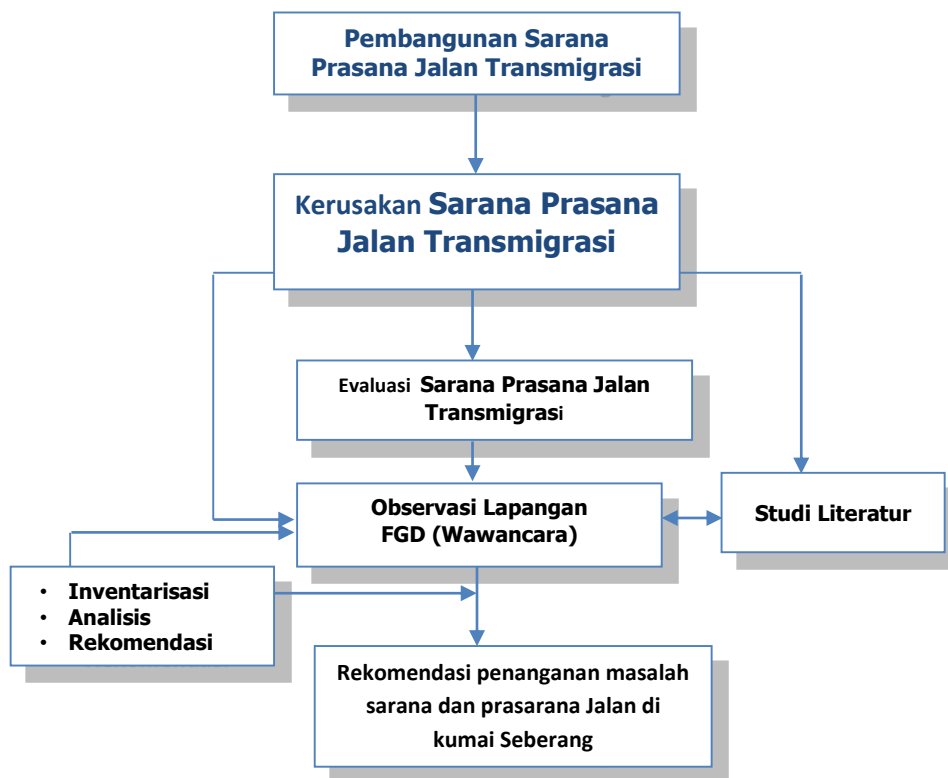 Pembangunan Sarana
Prasana Jalan Transmigrasi
Kerusakan Sarana Prasana
Jalan Transmigrasi
Evaluasi Sarana Prasana Jalan
Transmigrasi
Observasi Lapangan
FGD (Wawancara)
Studi Literatur
• Inventarisasi
• Analisis
• Rekomendasi
Rekomendasi penanganan masalah
sarana dan prasarana Jalan di
kumai Seberang